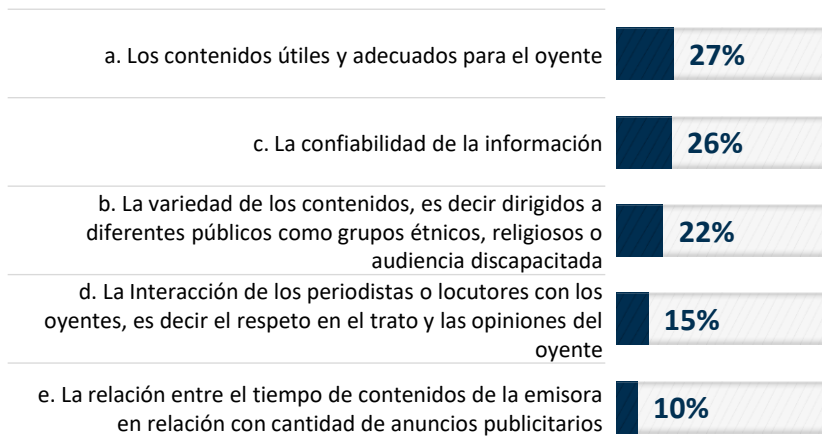 a. Los contenidos útiles y adecuados para el oyente
27%
c. La confiabilidad de la información
26%
b. La variedad de los contenidos, es decir dirigidos a
diferentes públicos como grupos étnicos, religiosos o
audiencia discapacitada
22%
d. La Interacción de los periodistas o locutores con los
oyentes, es decir el respeto en el trato y las opiniones del
oyente
15%
e. La relación entre el tiempo de contenidos de la emisora
en relación con cantidad de anuncios publicitarios
10%